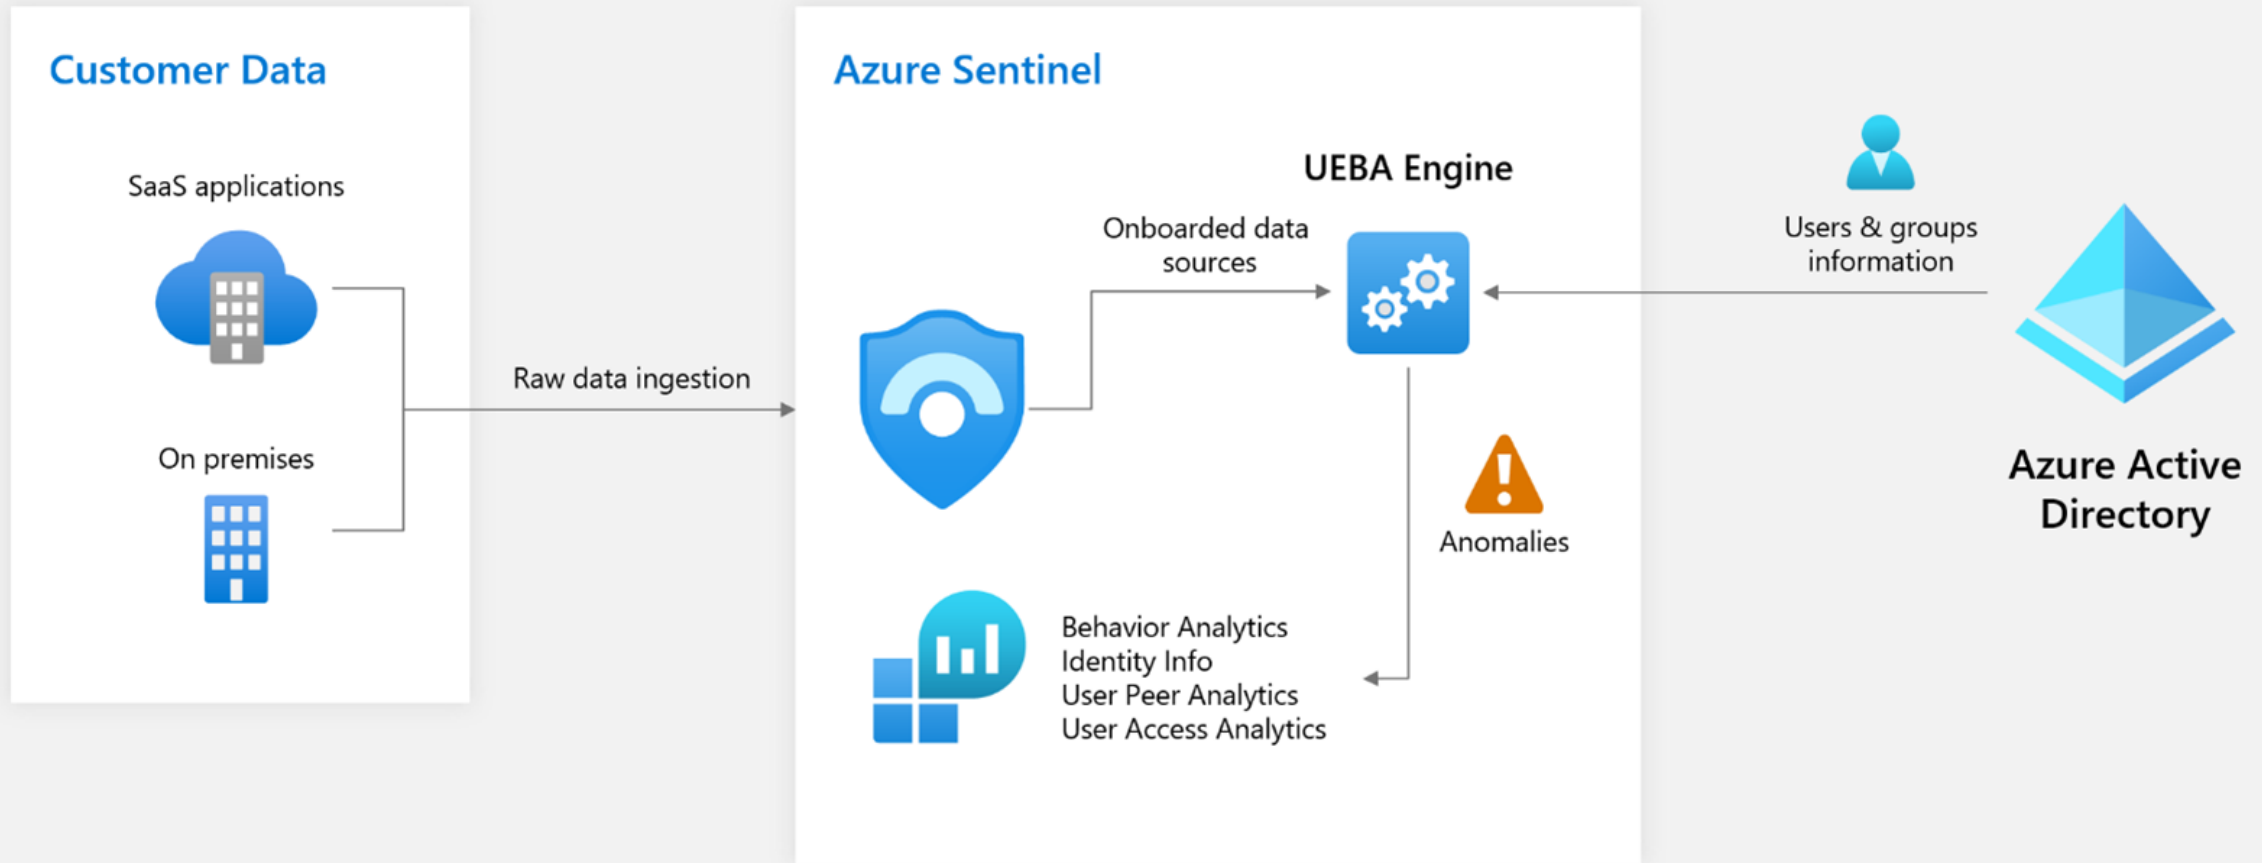 Customer Data
SaaS applications
On premises
Raw data ingestion
Azure Sentinel
UEBA Engine
Onboarded data
sources
Anomalies
Behavior Analytics
Identity Info
User Peer Analytics
User Access Analytics
Users & groups
information
Azure Active
Directory